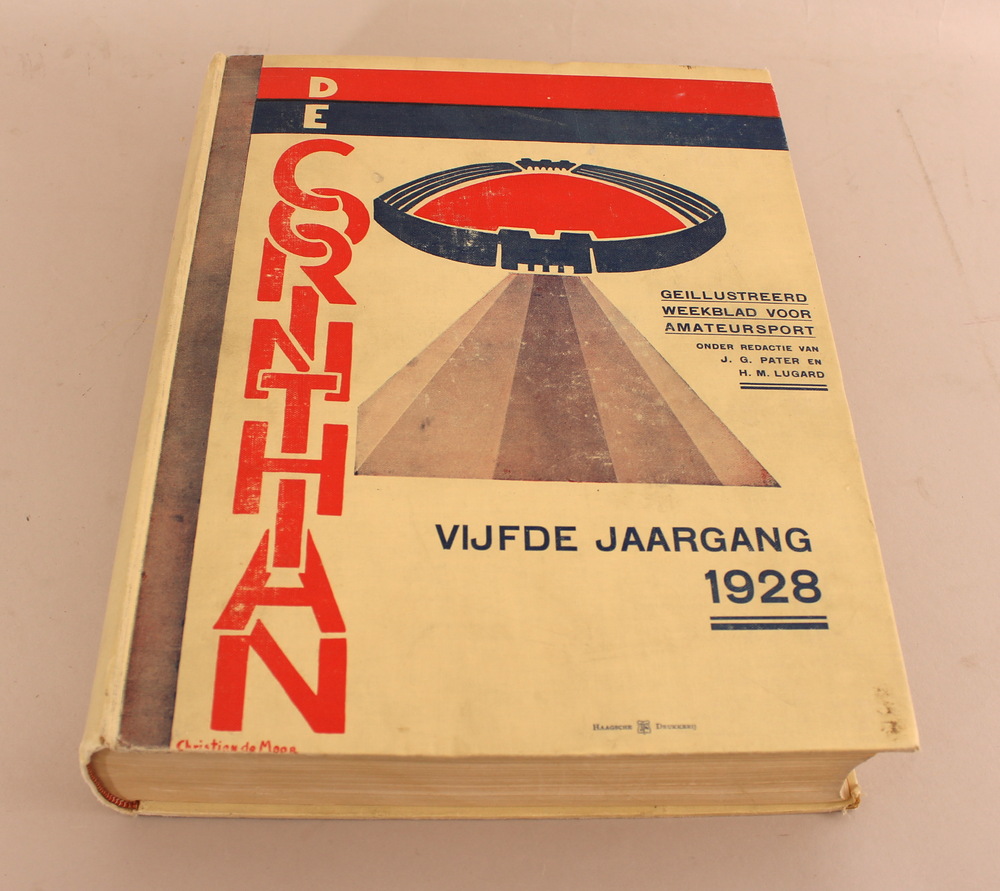 DE CORINTHIAN
GEILLUSTREERD
WEEKBLAD VOOR
AMATEURSPORT
ONDER REDACTIE VAN
J. G. PATER EN
H. M. LUGARD
VIJFDE JAARGANG
1928
HAAGSCHE DRUKKERIJ
Christiaan de Moor